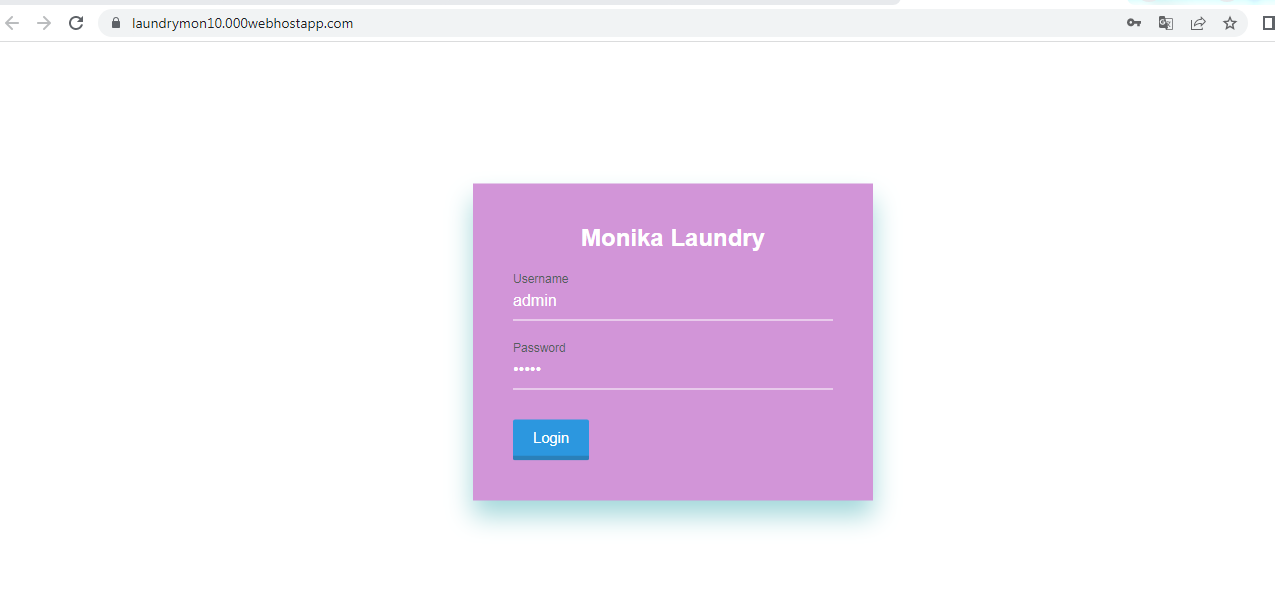 laundrymon10.000webhostapp.com
Monika Laundry
Username
admin
Password
•••••
Login